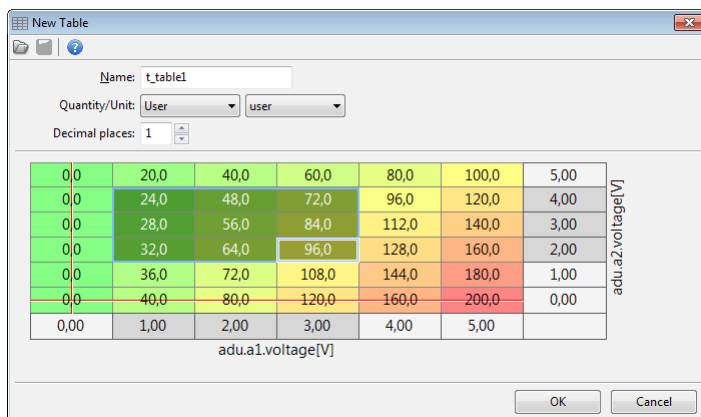 New Table
Name: t_table1
Quantity/Unit: User user
Decimal places: 1
0,0 20,0 40,0 60,0 80,0 100,0 5,00
0,0 24,0 48,0 72,0 96,0 120,0 4,00
0,0 28,0 56,0 84,0 112,0 140,0 3,00
0,0 32,0 64,0 96,0 128,0 160,0 2,00
0,0 36,0 72,0 108,0 144,0 180,0 1,00
0,0 40,0 80,0 120,0 160,0 200,0 0,00
0,00 1,00 2,00 3,00 4,00 5,00
adu.a2.voltage[V]
adu.a1.voltage[V]
OK Cancel